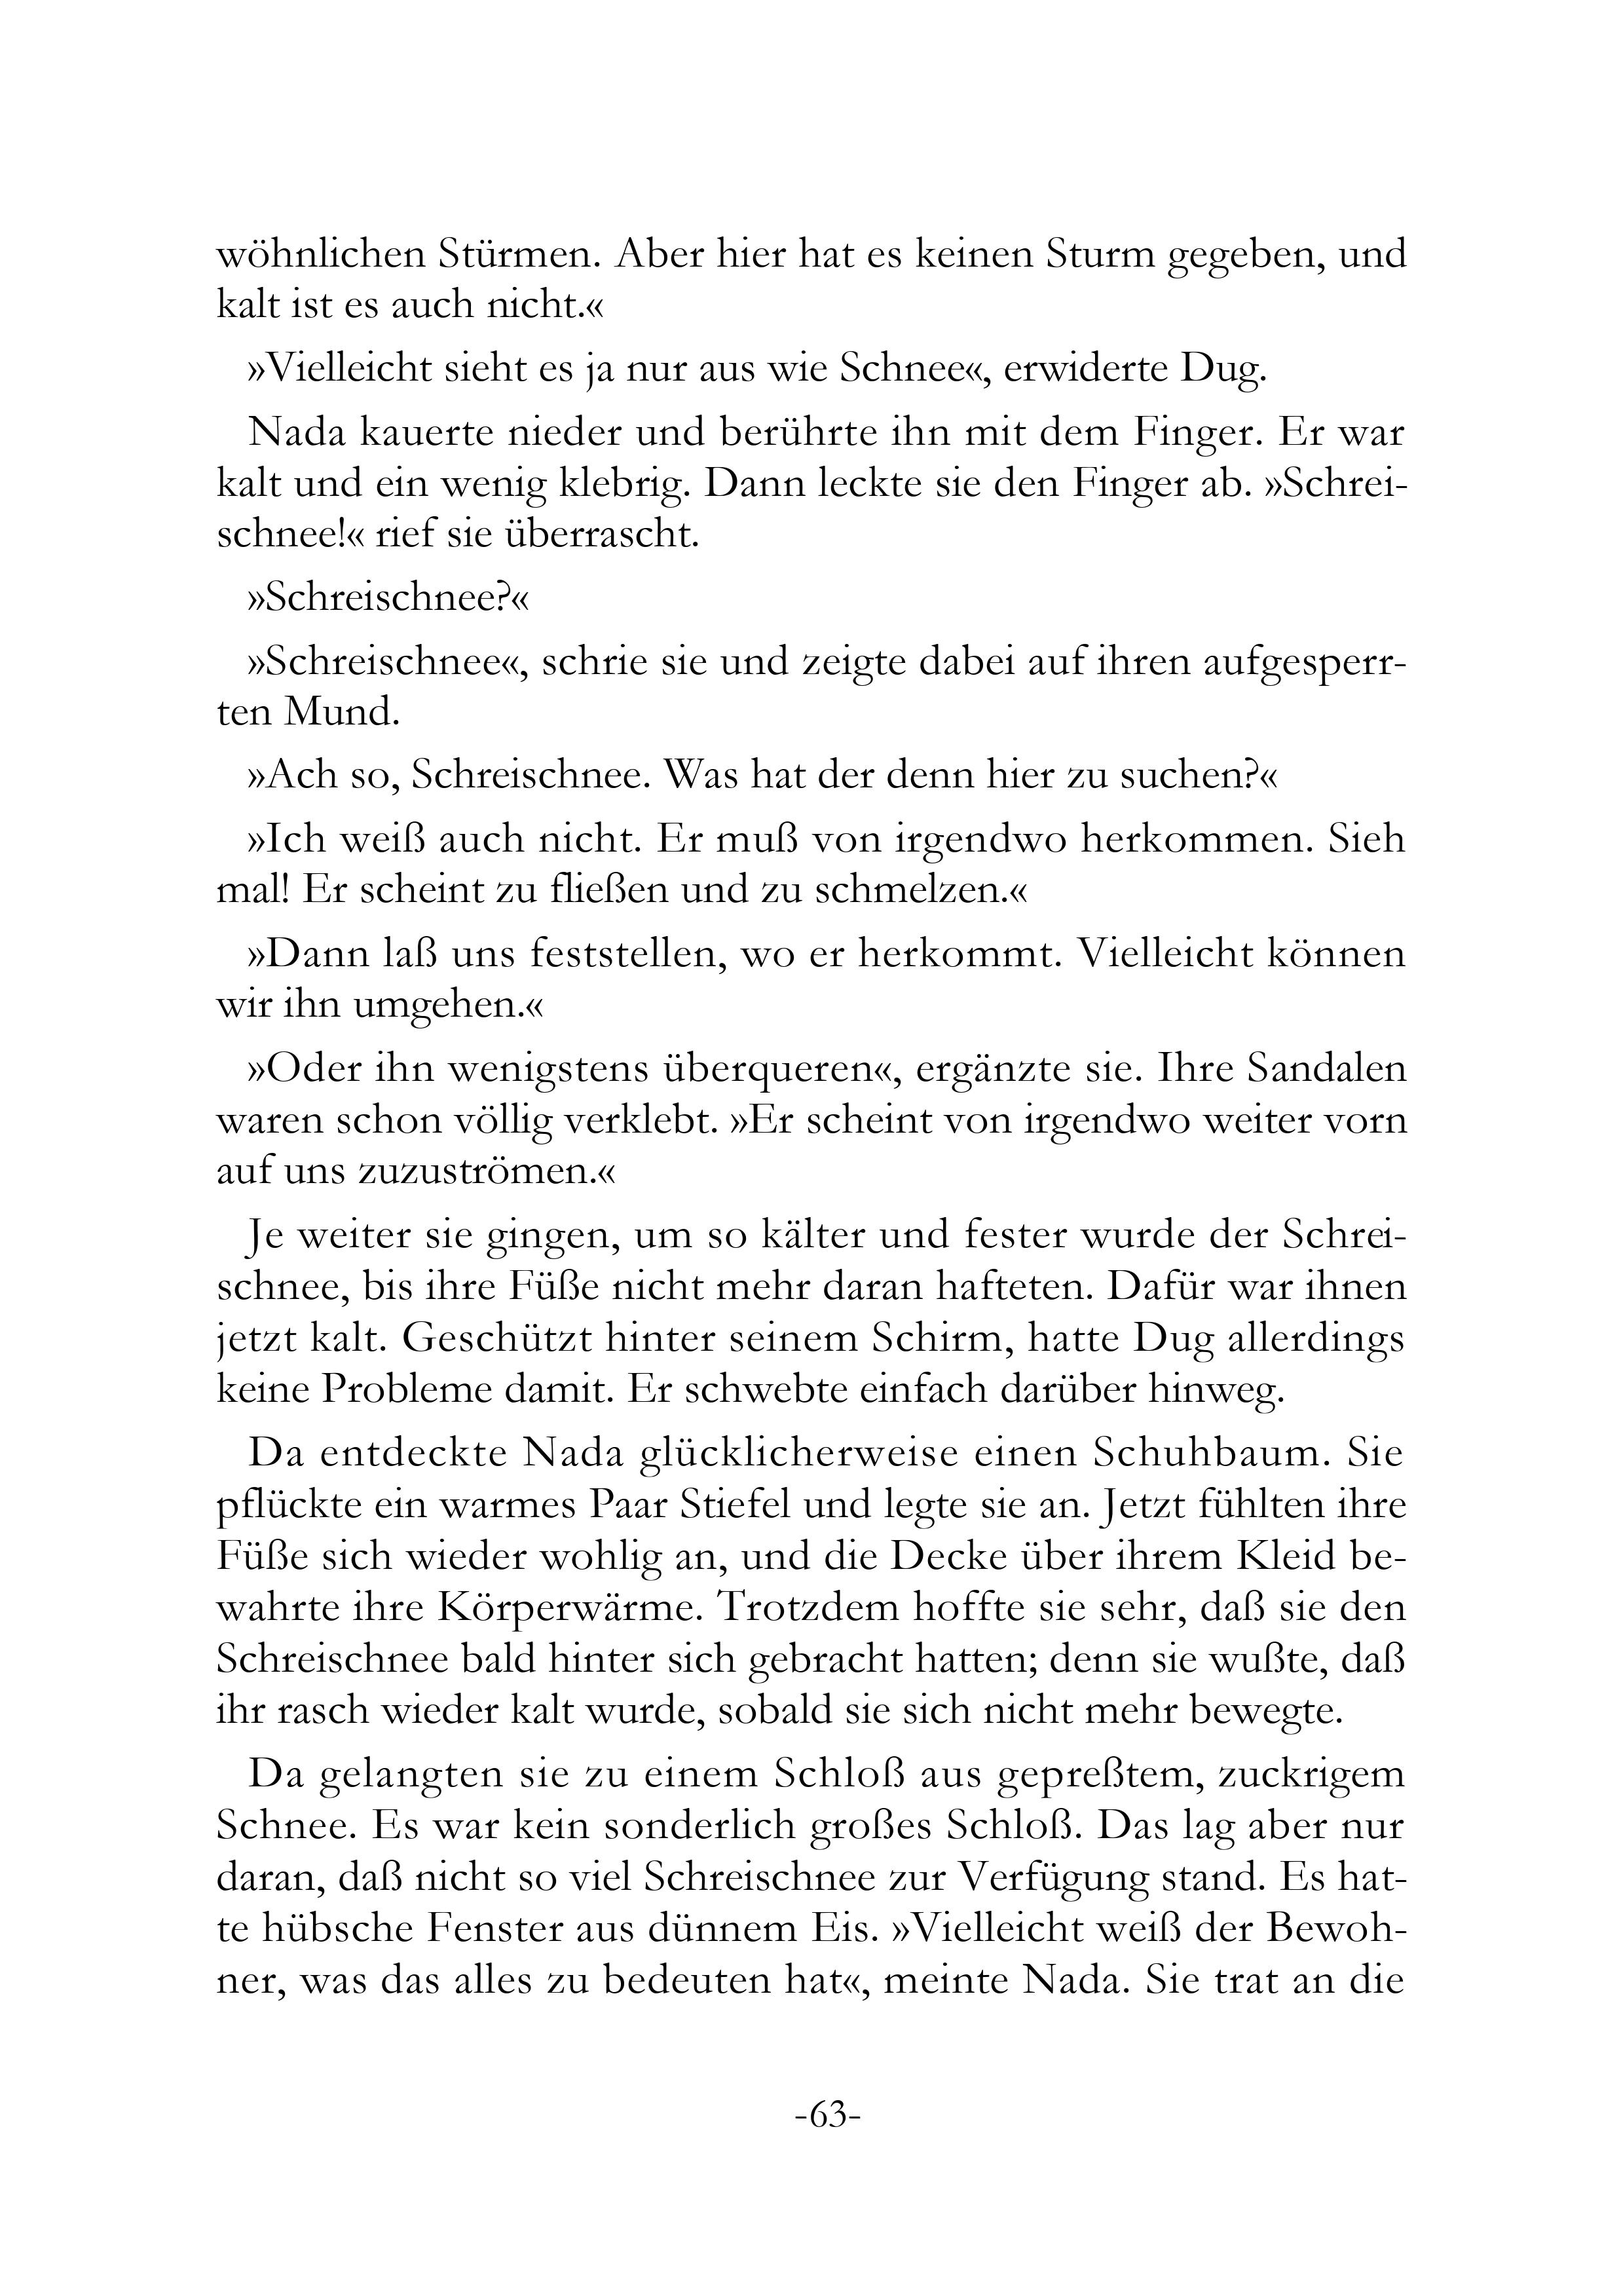 wöhnlichen Stürmen. Aber hier hat es keinen Sturm gegeben, und
kalt ist es auch nicht.«
»Vielleicht sieht es ja nur aus wie Schnee«, erwiderte Dug.
Nada kauerte nieder und berührte ihn mit dem Finger. Er war
kalt und ein wenig klebrig. Dann leckte sie den Finger ab. »Schrei-
schnee!« rief sie überrascht.
»Schreischnee?«
»Schreischnee«, schrie sie und zeigte dabei auf ihren aufgesperr-
ten Mund.
»Ach so, Schreischnee. Was hat der denn hier zu suchen?«
»Ich weiß auch nicht. Er muß von irgendwo herkommen. Sieh
mal! Er scheint zu fließen und zu schmelzen.«
»Dann laß uns feststellen, wo er herkommt. Vielleicht können
wir ihn umgehen.«
»Oder ihn wenigstens überqueren«, ergänzte sie. Ihre Sandalen
waren schon völlig verklebt. »Er scheint von irgendwo weiter vorn
auf uns zuzuströmen.«
Je weiter sie gingen, um so kälter und fester wurde der Schrei-
schnee, bis ihre Füße nicht mehr daran hafteten. Dafür war ihnen
jetzt kalt. Geschützt hinter seinem Schirm, hatte Dug allerdings
keine Probleme damit. Er schwebte einfach darüber hinweg.
Da entdeckte Nada glücklicherweise einen Schuhbaum. Sie
pflückte ein warmes Paar Stiefel und legte sie an. Jetzt fühlten ihre
Füße sich wieder wohlig an, und die Decke über ihrem Kleid be-
wahrte ihre Körperwärme. Trotzdem hoffte sie sehr, daß sie den
Schreischnee bald hinter sich gebracht hatten; denn sie wußte, daß
ihr rasch wieder kalt wurde, sobald sie sich nicht mehr bewegte.
Da gelangten sie zu einem Schloß aus gepreßtem, zuckrigem
Schnee. Es war kein sonderlich großes Schloß. Das lag aber nur
daran, daß nicht so viel Schreischnee zur Verfügung stand. Es hat-
te hübsche Fenster aus dünnem Eis. »Vielleicht weiß der Bewoh-
ner, was das alles zu bedeuten hat«, meinte Nada. Sie trat an die
-63-